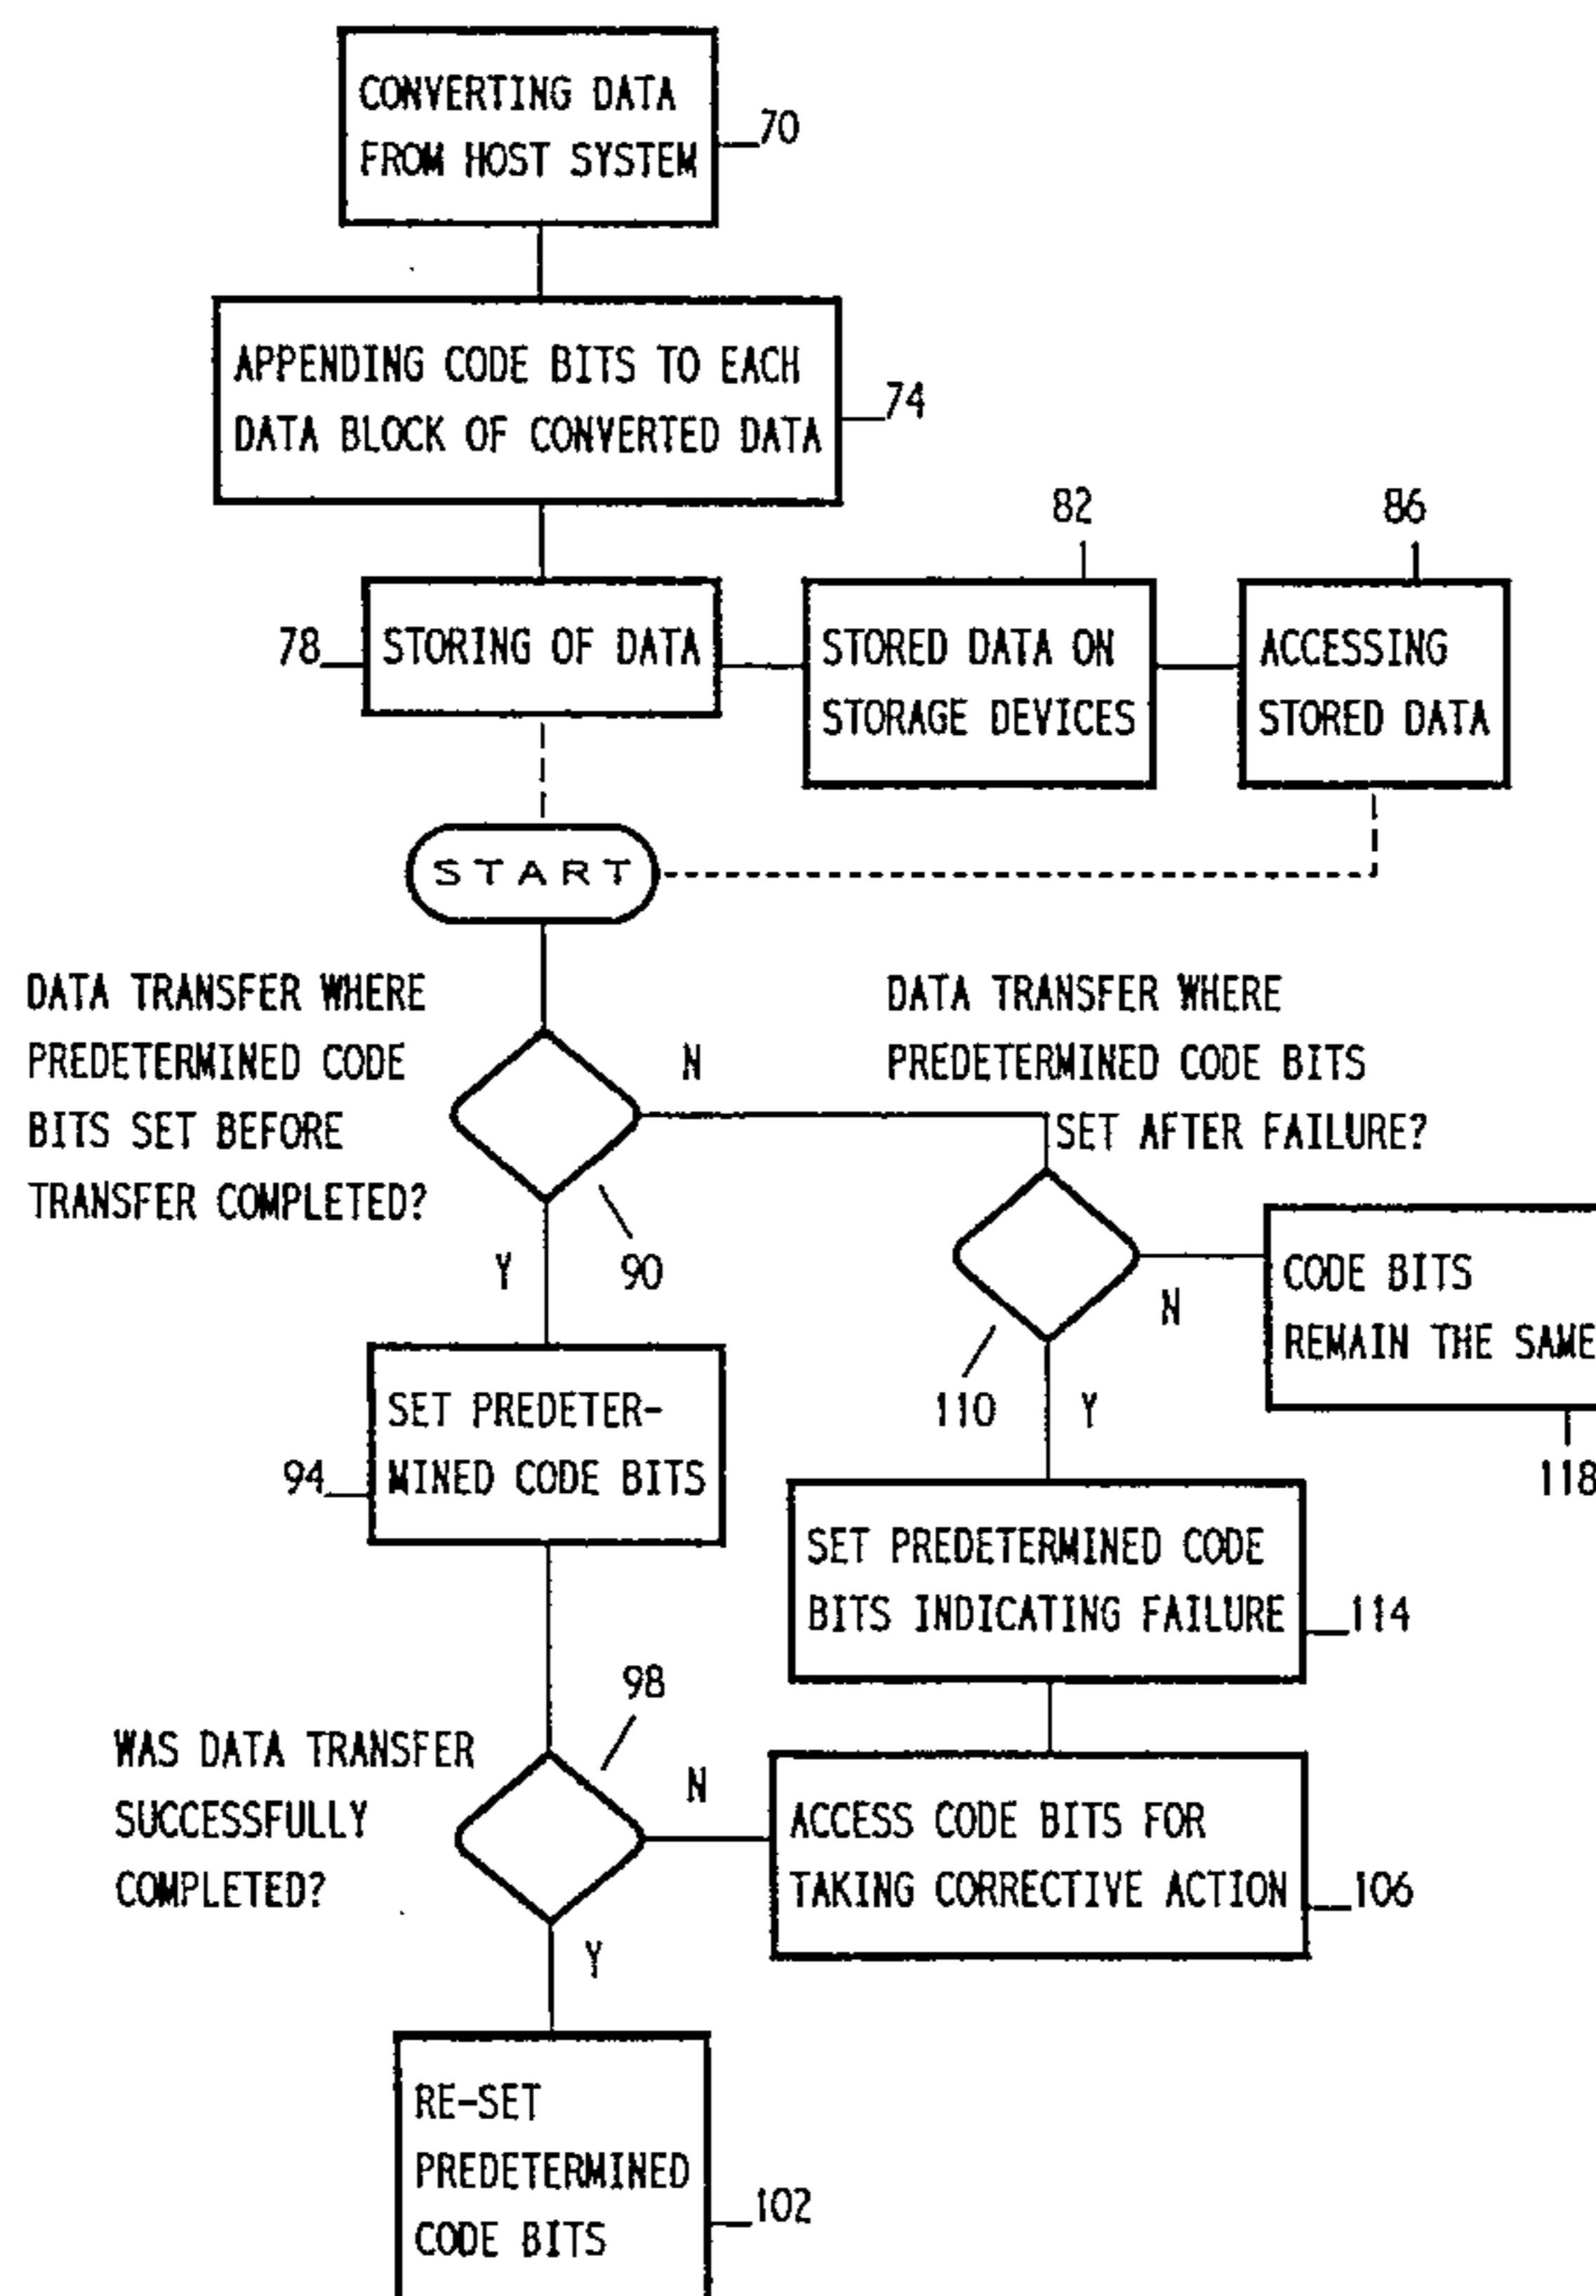 CONVERTING DATA
FROM HOST SYSTEM
70
APPENDING CODE BITS TO EACH
DATA BLOCK OF CONVERTED DATA
74
82
86
78
STORING OF DATA
STORED DATA ON
STORAGE DEVICES
ACCESSING
STORED DATA
START
DATA TRANSFER WHERE
PREDETERMINED CODE
BITS SET BEFORE
TRANSFER COMPLETED?
N
DATA TRANSFER WHERE
PREDETERMINED CODE BITS
SET AFTER FAILURE?
Y
90
N
CODE BITS
REMAIN THE SAME
110
Y
118
94
SET PREDETER-
MINED CODE BITS
SET PREDETERMINED CODE
BITS INDICATING FAILURE
114
98
WAS DATA TRANSFER
SUCCESSFULLY
COMPLETED?
N
ACCESS CODE BITS FOR
TAKING CORRECTIVE ACTION
106
Y
RE-SET
PREDETERMINED
CODE BITS
102